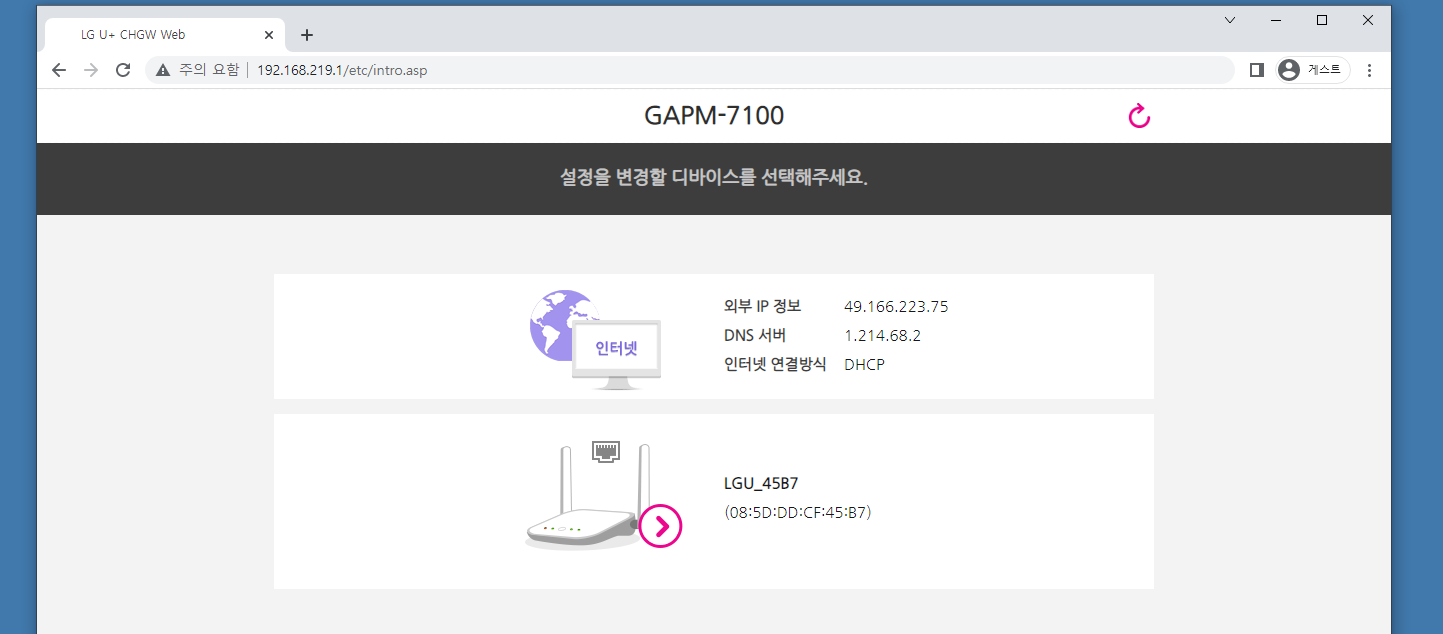 LG U+ CHGW Web
주의 요함 192.168.219.1/etc/intro.asp
게스트
GAPM-7100
설정을 변경할 디바이스를 선택해주세요.
인터넷
외부 IP 정보 49.166.223.75
DNS 서버 1.214.68.2
인터넷 연결방식 DHCP
LGU_45B7
(08:5D:DD:CF:45:B7)